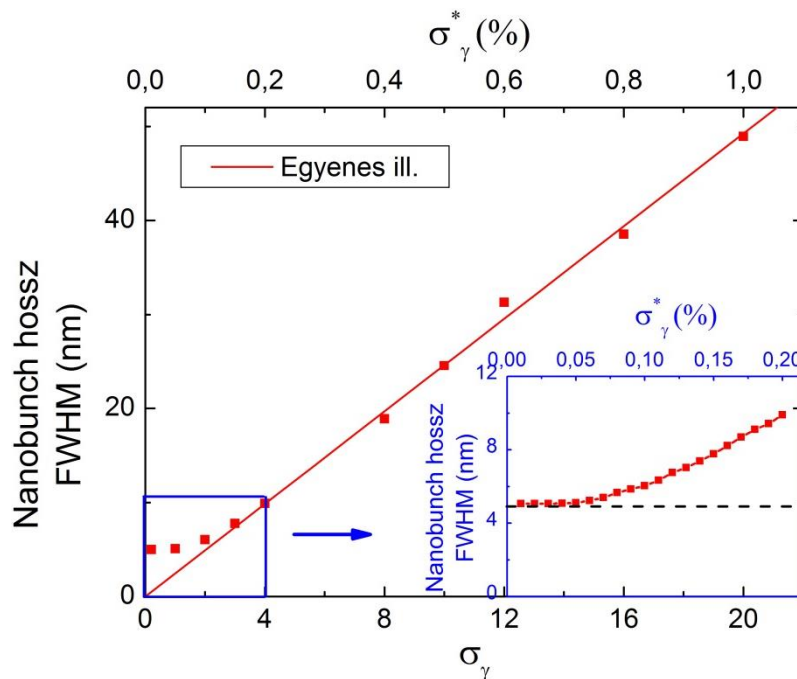 σ*γ(%)
0,0 0,2 0,4 0,6 0,8 1,0
Egyenes ill.
Nanobunch hossz
FWHM (nm)
40
20
0
0 4 8 12 16 20
σγ
σ*γ(%)
0,00 0,05 0,10 0,15 0,20
Nanobunch hossz
FWHM (nm)
12
8
4
0